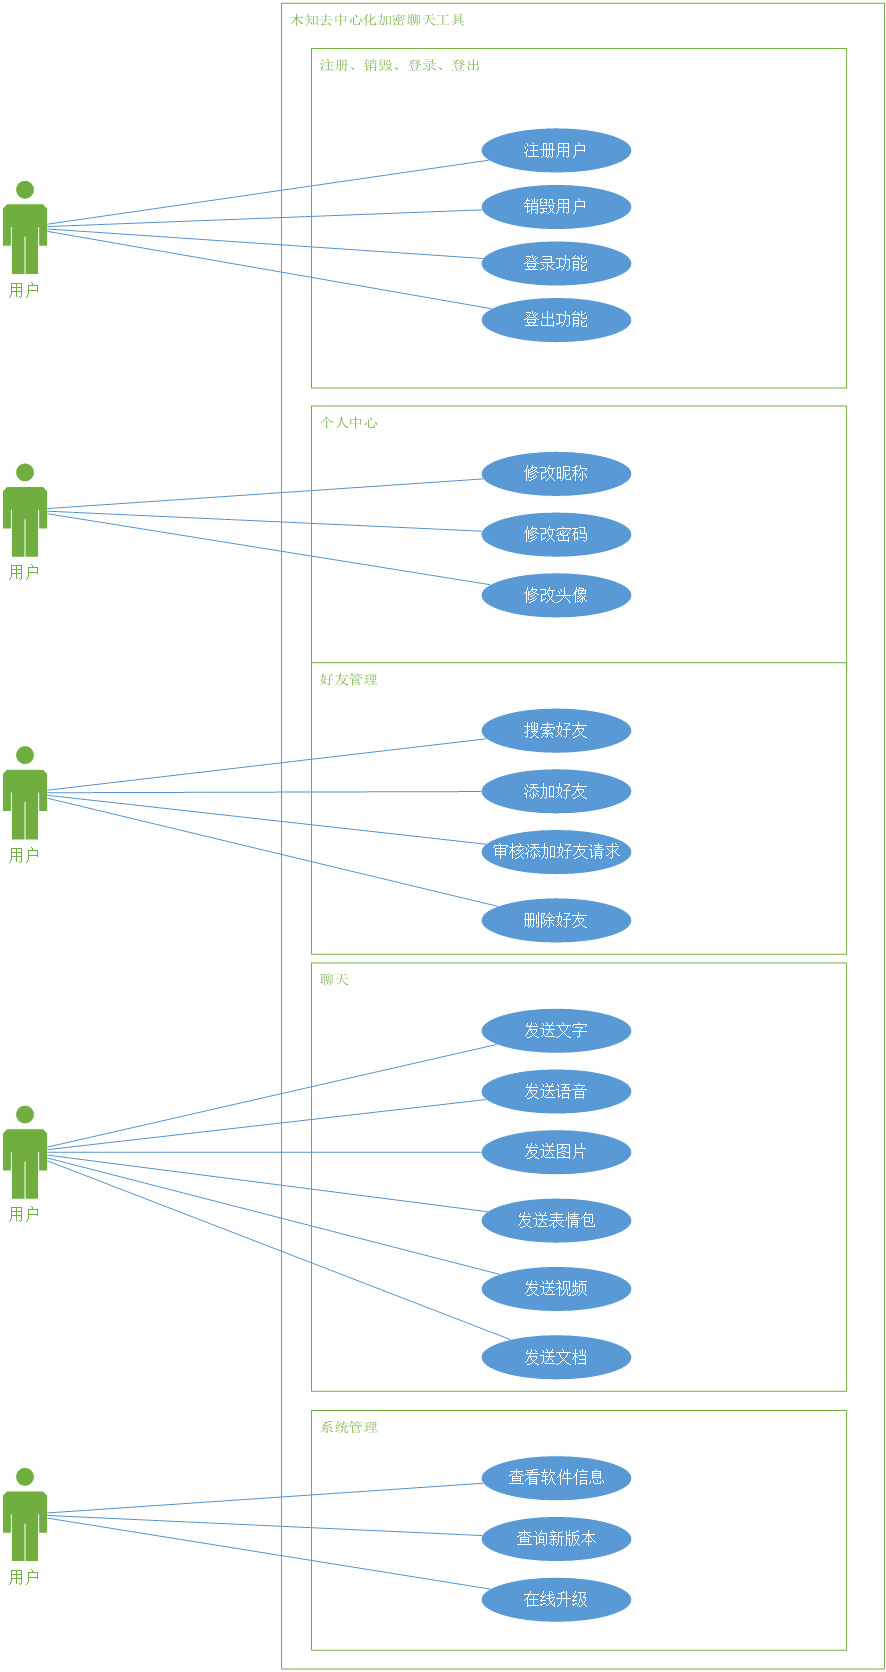 木知去中心化加密聊天工具
注册、销毁、登录、登出
注册用户
销毁用户
登录功能
登出功能
用户
个人中心
修改昵称
修改密码
修改头像
用户
好友管理
搜索好友
添加好友
审核添加好友请求
删除好友
用户
聊天
发送文字
发送语音
发送图片
发送表情包
发送视频
发送文档
用户
系统管理
查看软件信息
查询新版本
在线升级
用户